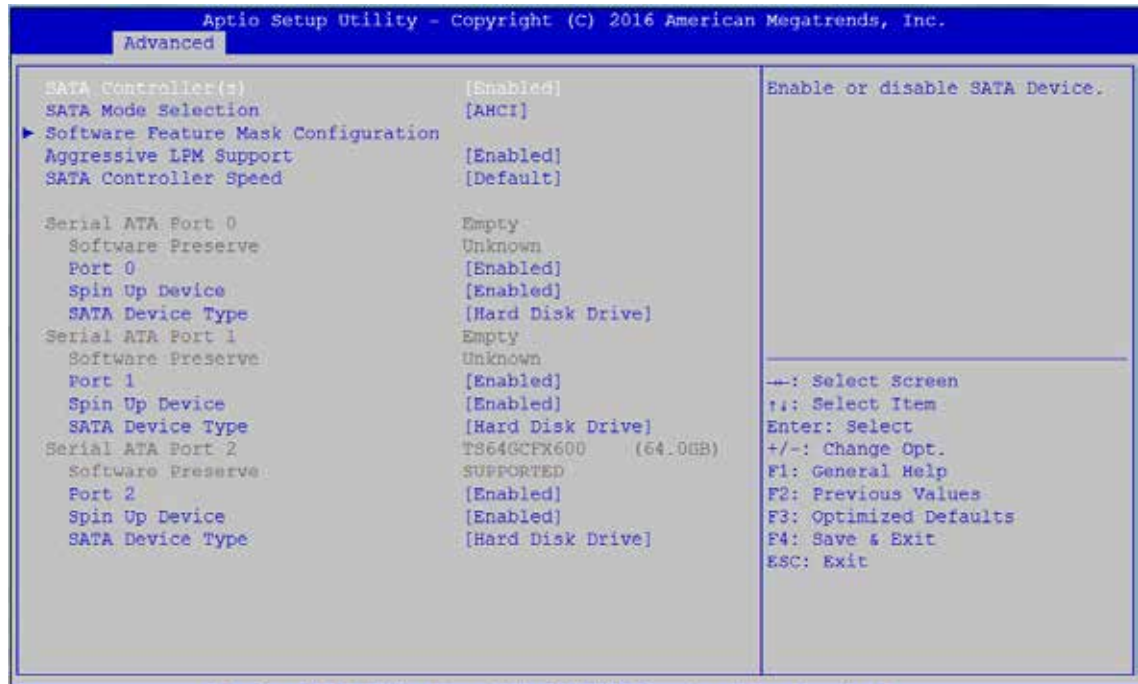 Aptio Setup Utility - Copyright (C) 2016 American Megatrends, Inc.
Advanced
SATA Controller(s) [Enabled]
SATA Mode Selection [AHCI]
► Software Feature Mask Configuration
Aggressive LPM Support [Enabled]
SATA Controller Speed [Default]
Serial ATA Port 0 Empty
Software Preserve Unknown
Port 0 [Enabled]
Spin Up Device [Enabled]
SATA Device Type [Hard Disk Drive]
Serial ATA Port 1 Empty
Software Preserve Unknown
Port 1 [Enabled]
Spin Up Device [Enabled]
SATA Device Type [Hard Disk Drive]
Serial ATA Port 2 TS64GCFX600 (64.0GB)
Software Preserve SUPPORTED
Port 2 [Enabled]
Spin Up Device [Enabled]
SATA Device Type [Hard Disk Drive]
Enable or disable SATA Device.
→←: Select Screen
↑↓: Select Item
Enter: Select
+/-: Change Opt.
F1: General Help
F2: Previous Values
F3: Optimized Defaults
F4: Save & Exit
ESC: Exit